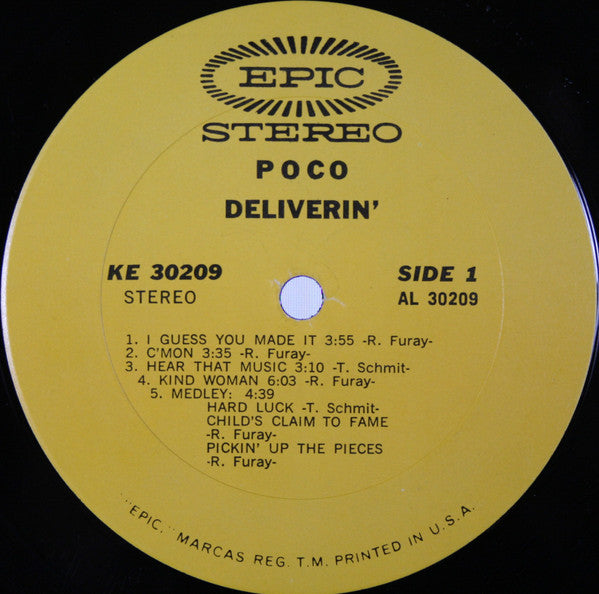 EPIC
STEREO
POCO
DELIVERIN'
KE 30209
SIDE 1
STEREO
AL 30209
1. I GUESS YOU MADE IT 3:55 -R. Furay-
2. C'MON 3:35 -R. Furay-
3. HEAR THAT MUSIC 3:10 -T. Schmit-
4. KIND WOMAN 6:03 -R. Furay-
5. MEDLEY: 4:39
HARD LUCK -T. Schmit-
CHILD'S CLAIM TO FAME
-R. Furay-
PICKIN' UP THE PIECES
-R. Furay-
"EPIC," MARCAS REG. T.M. PRINTED IN U.S.A.